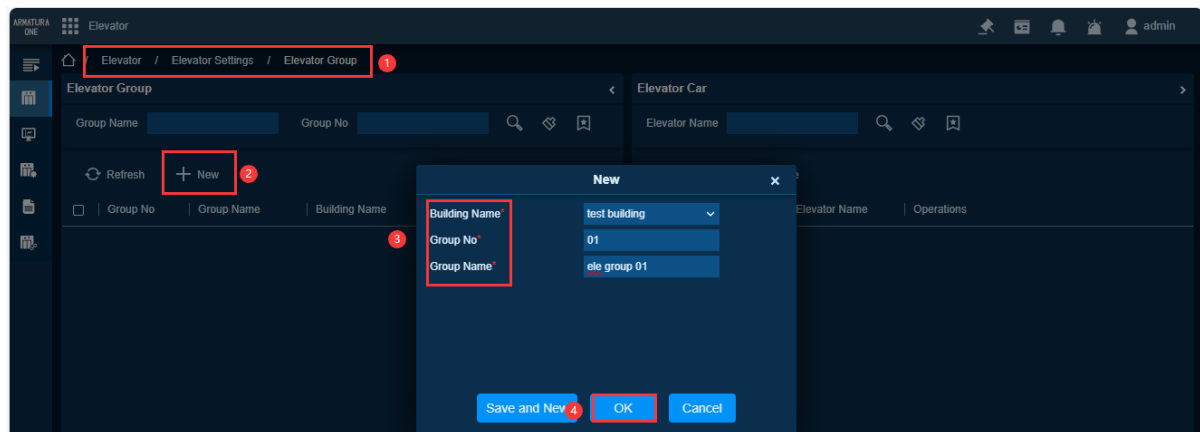 ARMATURA ONE Elevator admin
/ Elevator / Elevator Settings / Elevator Group 1
Elevator Group Elevator Car
Group Name Group No Elevator Name
Refresh New 2
Group No Group Name Building Name Elevator Name Operations
New
Building Name* test building
3 Group No* 01
Group Name* ele group 01
Save and New 4 OK Cancel